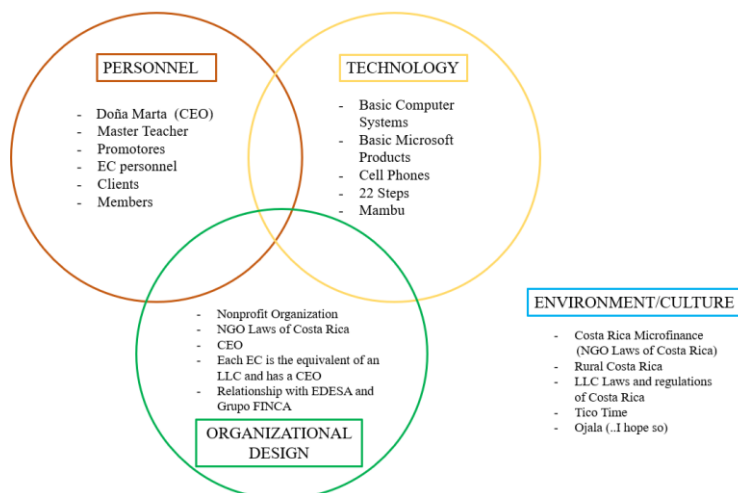 PERSONNEL
- Doña Marta (CEO)
- Master Teacher
- Promotores
- EC personnel
- Clients
- Members
TECHNOLOGY
- Basic Computer
Systems
- Basic Microsoft
Products
- Cell Phones
- 22 Steps
- Mambu
- Nonprofit Organization
- NGO Laws of Costa Rica
- CEO
- Each EC is the equivalent of an
LLC and has a CEO
- Relationship with EDESA and
Grupo FINCA
ORGANIZATIONAL
DESIGN
ENVIRONMENT/CULTURE
- Costa Rica Microfinance
(NGO Laws of Costa Rica)
- Rural Costa Rica
- LLC Laws and regulations
of Costa Rica
- Tico Time
- Ojala (..I hope so)